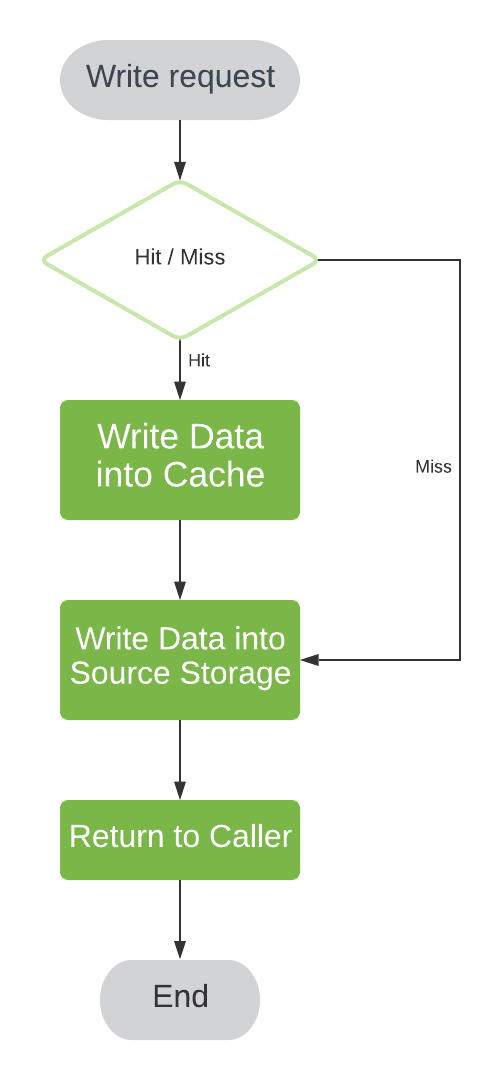 Write request
Hit / Miss
Hit
Write Data
into Cache
Miss
Write Data into
Source Storage
Return to Caller
End